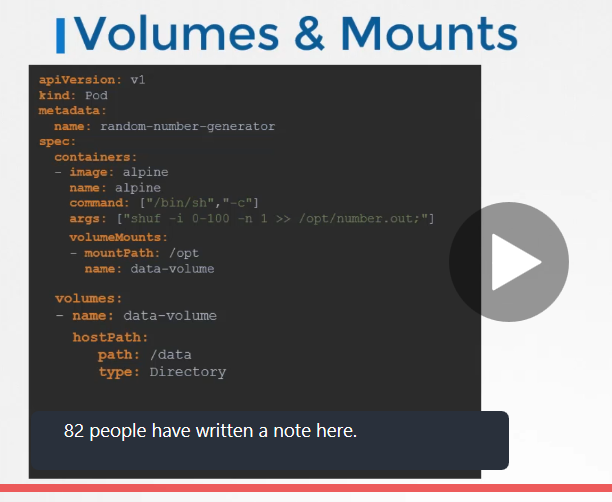 Volumes & Mounts
apiVersion: v1
kind: Pod
metadata:
  name: random-number-generator
spec:
  containers:
  - image: alpine
    name: alpine
    command: ["/bin/sh","-c"]
    args: ["shuf -i 0-100 -n 1 >> /opt/number.out;"]
    volumeMounts:
    - mountPath: /opt
      name: data-volume
  volumes:
  - name: data-volume
    hostPath:
      path: /data
      type: Directory
82 people have written a note here.